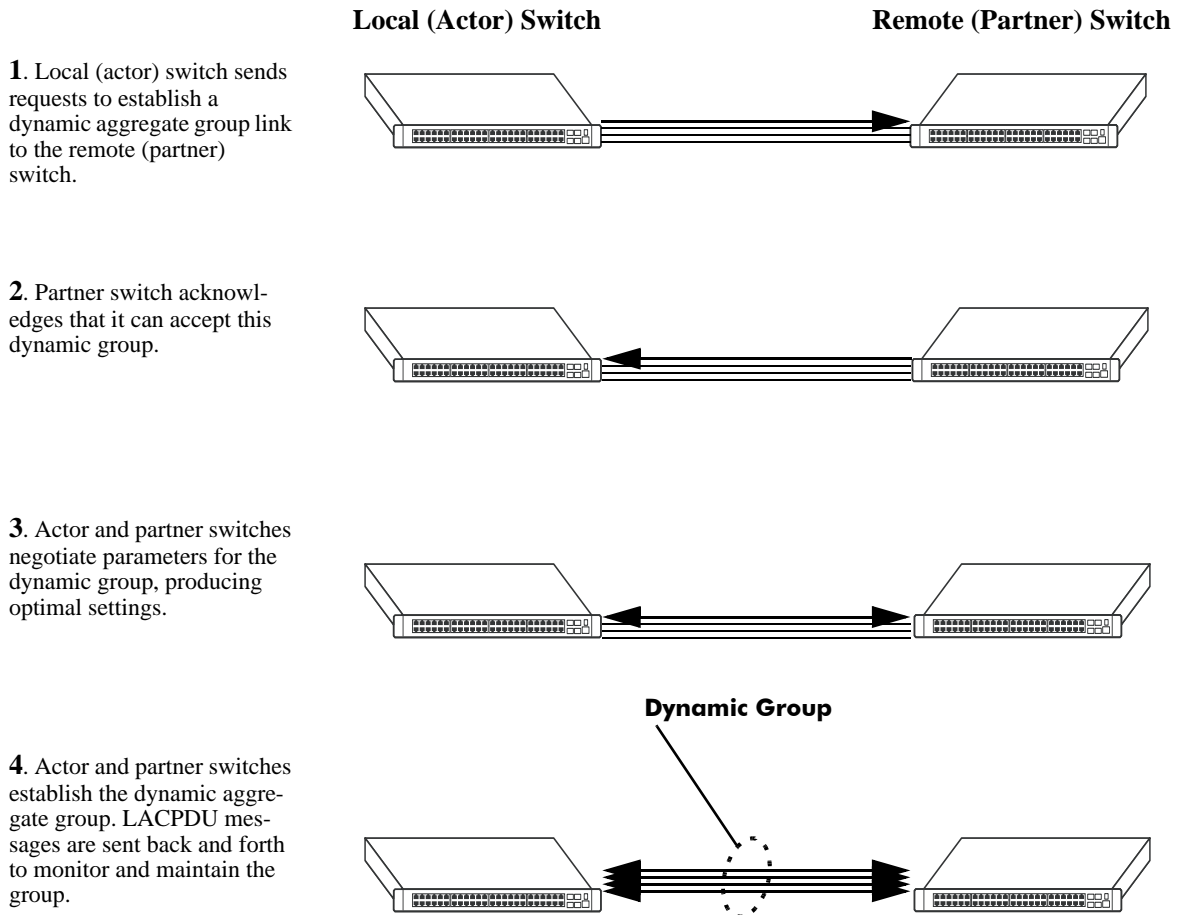 Local (Actor) Switch
Remote (Partner) Switch
1. Local (actor) switch sends
requests to establish a
dynamic aggregate group link
to the remote (partner)
switch.
2. Partner switch acknowl-
edges that it can accept this
dynamic group.
3. Actor and partner switches
negotiate parameters for the
dynamic group, producing
optimal settings.
Dynamic Group
4. Actor and partner switches
establish the dynamic aggre-
gate group. LACPDU mes-
sages are sent back and forth
to monitor and maintain the
group.